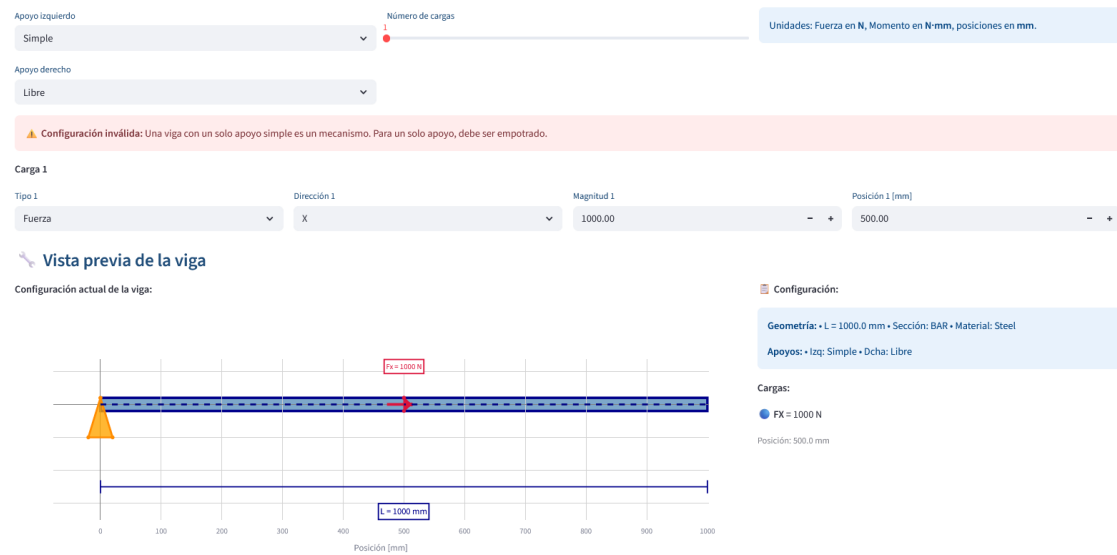 Apoyo izquierdo
Simple
Número de cargas
1
Unidades: Fuerza en N, Momento en N·mm, posiciones en mm.
Apoyo derecho
Libre
Configuración inválida: Una viga con un solo apoyo simple es un mecanismo. Para un solo apoyo, debe ser empotrado.
Carga 1
Tipo 1
Dirección 1
Magnitud 1
Posición 1 [mm]
Fuerza
X
1000.00
- +
500.00
- +
Vista previa de la viga
Configuración actual de la viga:
Configuración:
Geometría: • L = 1000.0 mm • Sección: BAR • Material: Steel
Apoyos: • Izq: Simple • Dcha: Libre
Cargas:
FX = 1000 N
Posición: 500.0 mm
Fx = 1000 N
L = 1000 mm
0 100 200 300 400 500 600 700 800 900 1000
Posición [mm]